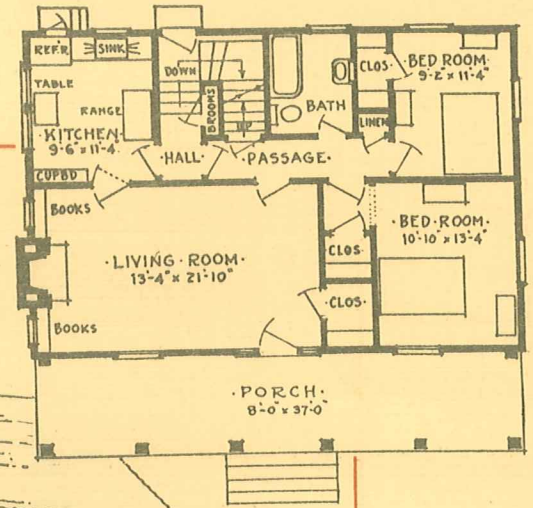 REF'R
SINK
TABLE
RANGE
·KITCHEN·
9'-6" x 11'-4
CUPBD
DOWN
BROOMS
UP
BATH
CLOS·
LINEN
·BED ROOM·
9'-2" x 11'-4"
·HALL·
·PASSAGE·
BOOKS
·LIVING·ROOM·
13'-4" x 21'-10"
BOOKS
CLOS·
·CLOS·
·BED·ROOM·
10'-10" x 13'-4"
·PORCH·
8'-0" x 37'-0"